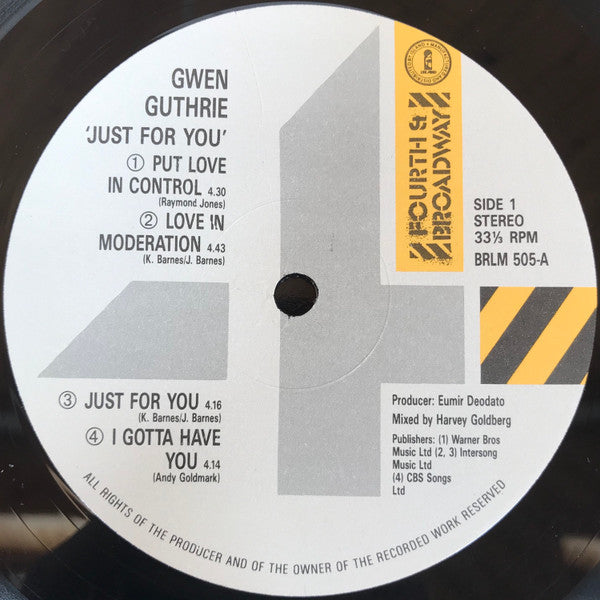 GWEN
GUTHRIE
'JUST FOR YOU'
① PUT LOVE
IN CONTROL 4.30
(Raymond Jones)
② LOVE IN
MODERATION 4.43
(K. Barnes/J. Barnes)
③ JUST FOR YOU 4.16
(K. Barnes/J. Barnes)
④ I GOTTA HAVE
YOU 4.14
(Andy Goldmark)
FOURTH &
BROADWAY
SIDE 1
STEREO
33⅓ RPM
BRLM 505-A
Producer: Eumir Deodato
Mixed by Harvey Goldberg
Publishers: (1) Warner Bros
Music Ltd (2, 3) Intersong
Music Ltd
(4) CBS Songs
Ltd
ALL RIGHTS OF THE PRODUCER AND OF THE OWNER OF THE RECORDED WORK RESERVED